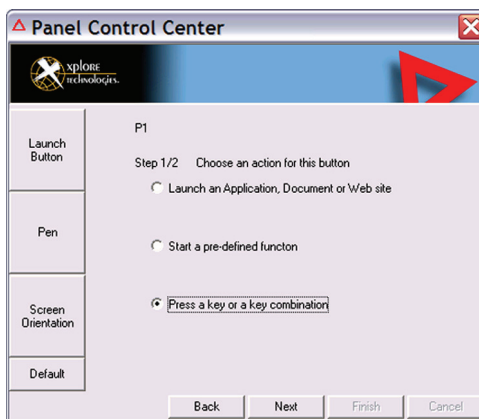 Panel Control Center
xplore
technologies.
Launch
Button
Pen
Screen
Orientation
Default
P1
Step 1/2 Choose an action for this button
Launch an Application, Document or Web site
Start a pre-defined functon
Press a key or a key combination
Back Next Finish Cancel